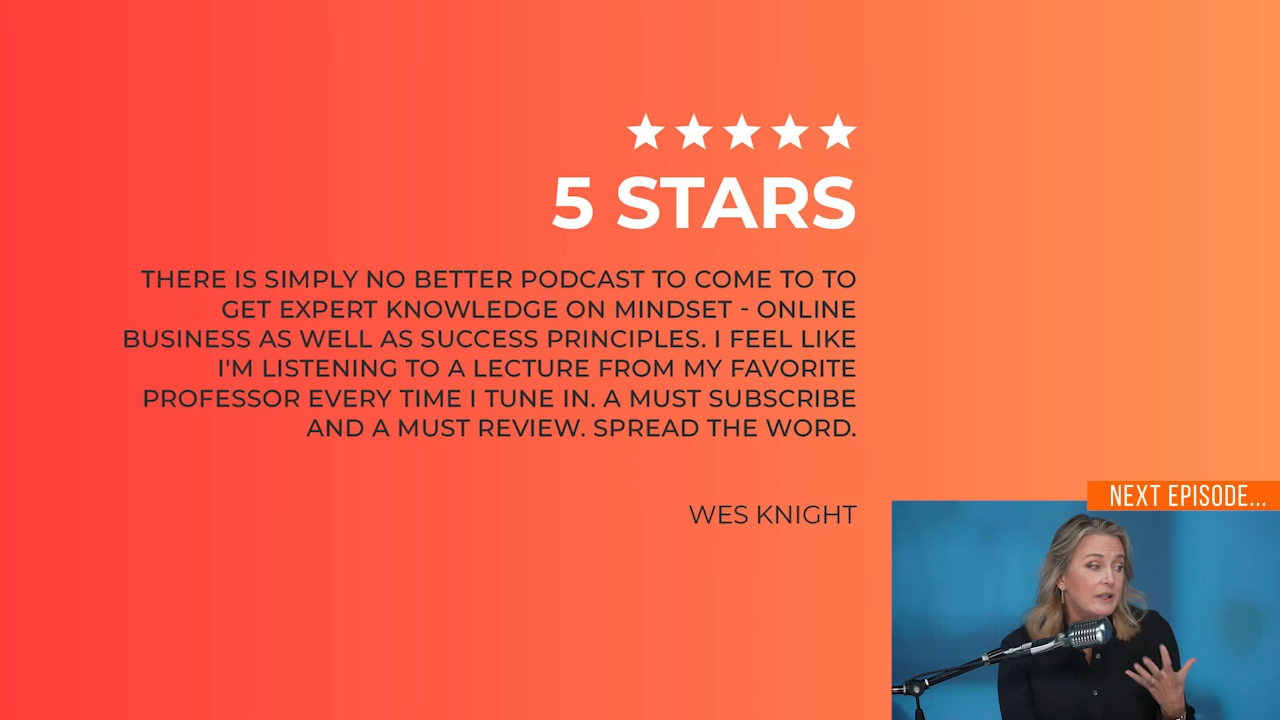 5 STARS
THERE IS SIMPLY NO BETTER PODCAST TO COME TO TO
GET EXPERT KNOWLEDGE ON MINDSET - ONLINE
BUSINESS AS WELL AS SUCCESS PRINCIPLES. I FEEL LIKE
I'M LISTENING TO A LECTURE FROM MY FAVORITE
PROFESSOR EVERY TIME I TUNE IN. A MUST SUBSCRIBE
AND A MUST REVIEW. SPREAD THE WORD.
WES KNIGHT
NEXT EPISODE...